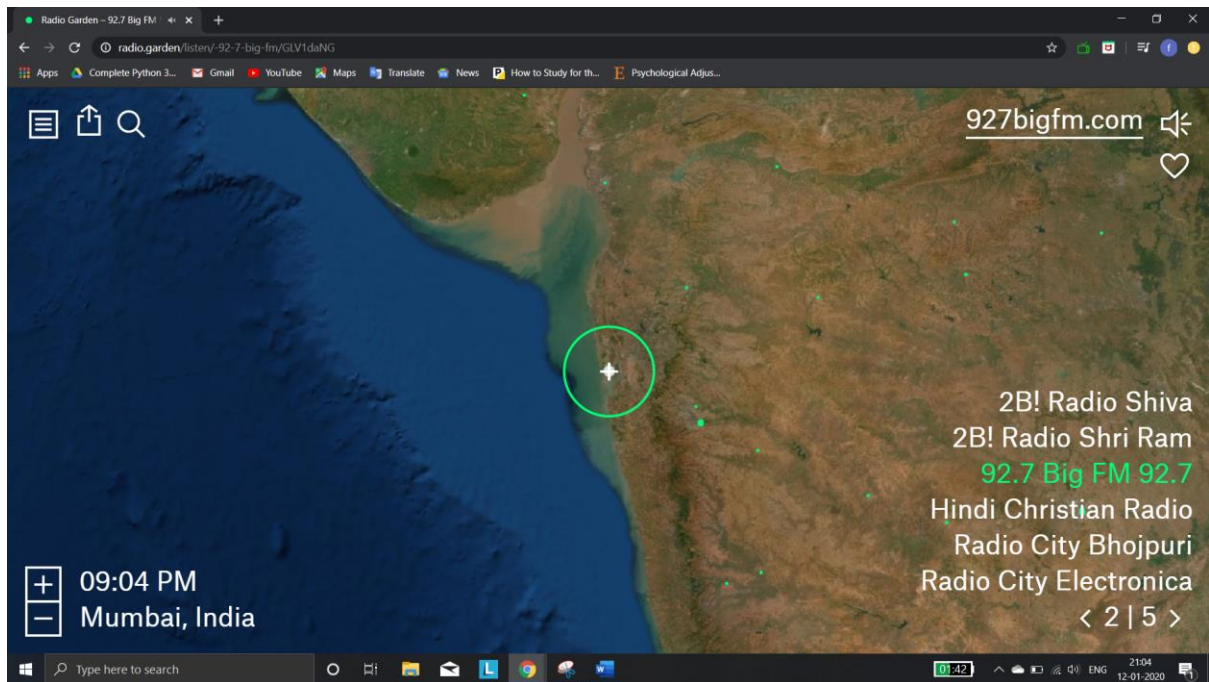 Radio Garden – 92.7 Big FM
radio.garden/listen/-92-7-big-fm/GLV1daNG
Apps Complete Python 3... Gmail YouTube Maps Translate News How to Study for th... Psychological Adjus...
927bigfm.com
2B! Radio Shiva
2B! Radio Shri Ram
92.7 Big FM 92.7
Hindi Christian Radio
Radio City Bhojpuri
Radio City Electronica
< 2 | 5 >
09:04 PM
Mumbai, India
Type here to search
01:42
ENG
21:04
12-01-2020